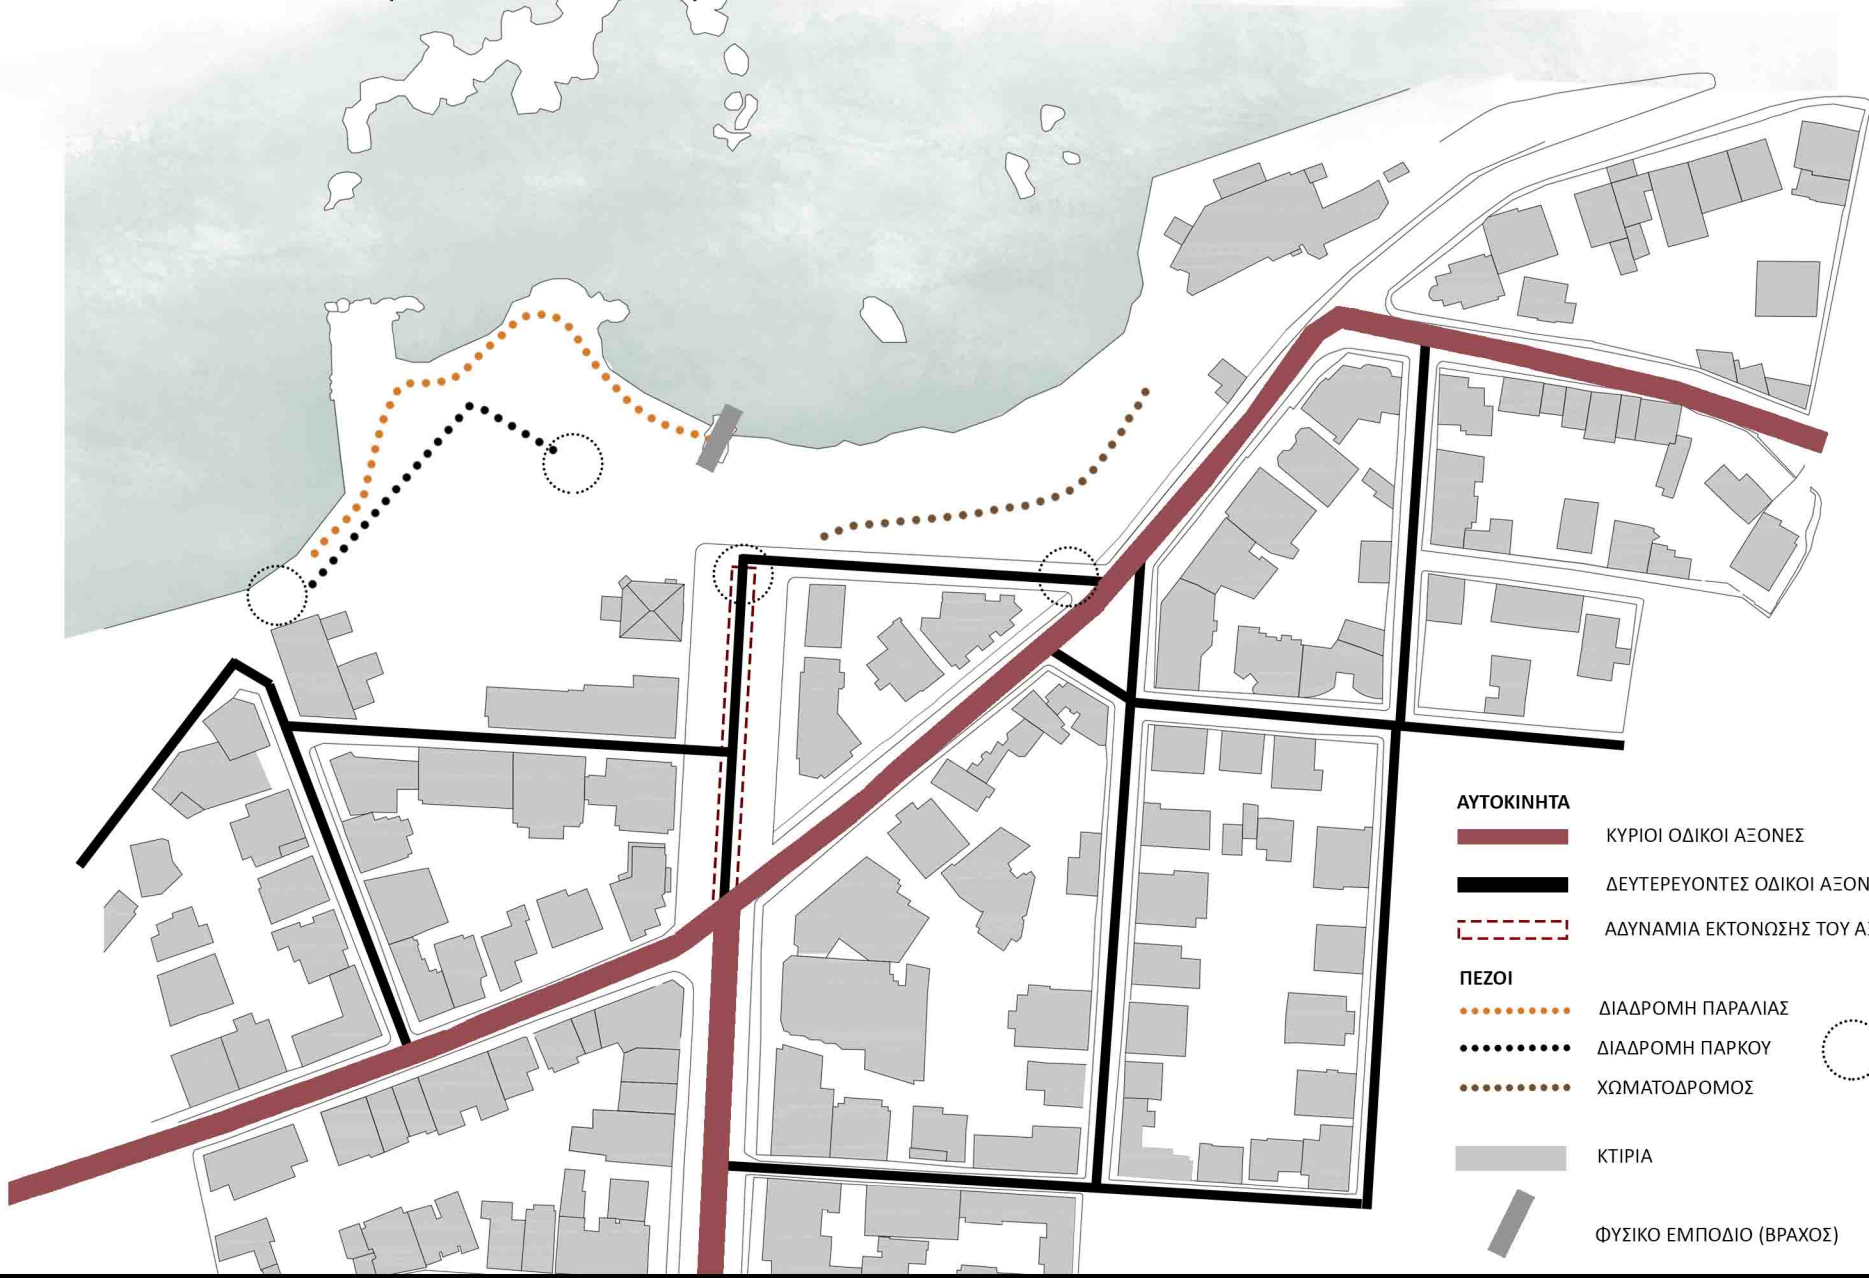 ΑΥΤΟΚΙΝΗΤΑ
ΚΥΡΙΟΙ ΟΔΙΚΟΙ ΑΞΟΝΕΣ
ΔΕΥΤΕΡΕΥΟΝΤΕΣ ΟΔΙΚΟΙ ΑΞΟΝ
ΑΔΥΝΑΜΙΑ ΕΚΤΟΝΩΣΗΣ ΤΟΥ
ΠΕΖΟΙ
ΔΙΑΔΡΟΜΗ ΠΑΡΑΛΙΑΣ
ΔΙΑΔΡΟΜΗ ΠΑΡΚΟΥ
ΧΩΜΑΤΟΔΡΟΜΟΣ
ΚΤΙΡΙΑ
ΦΥΣΙΚΟ ΕΜΠΟΔΙΟ (ΒΡΑΧΟΣ)